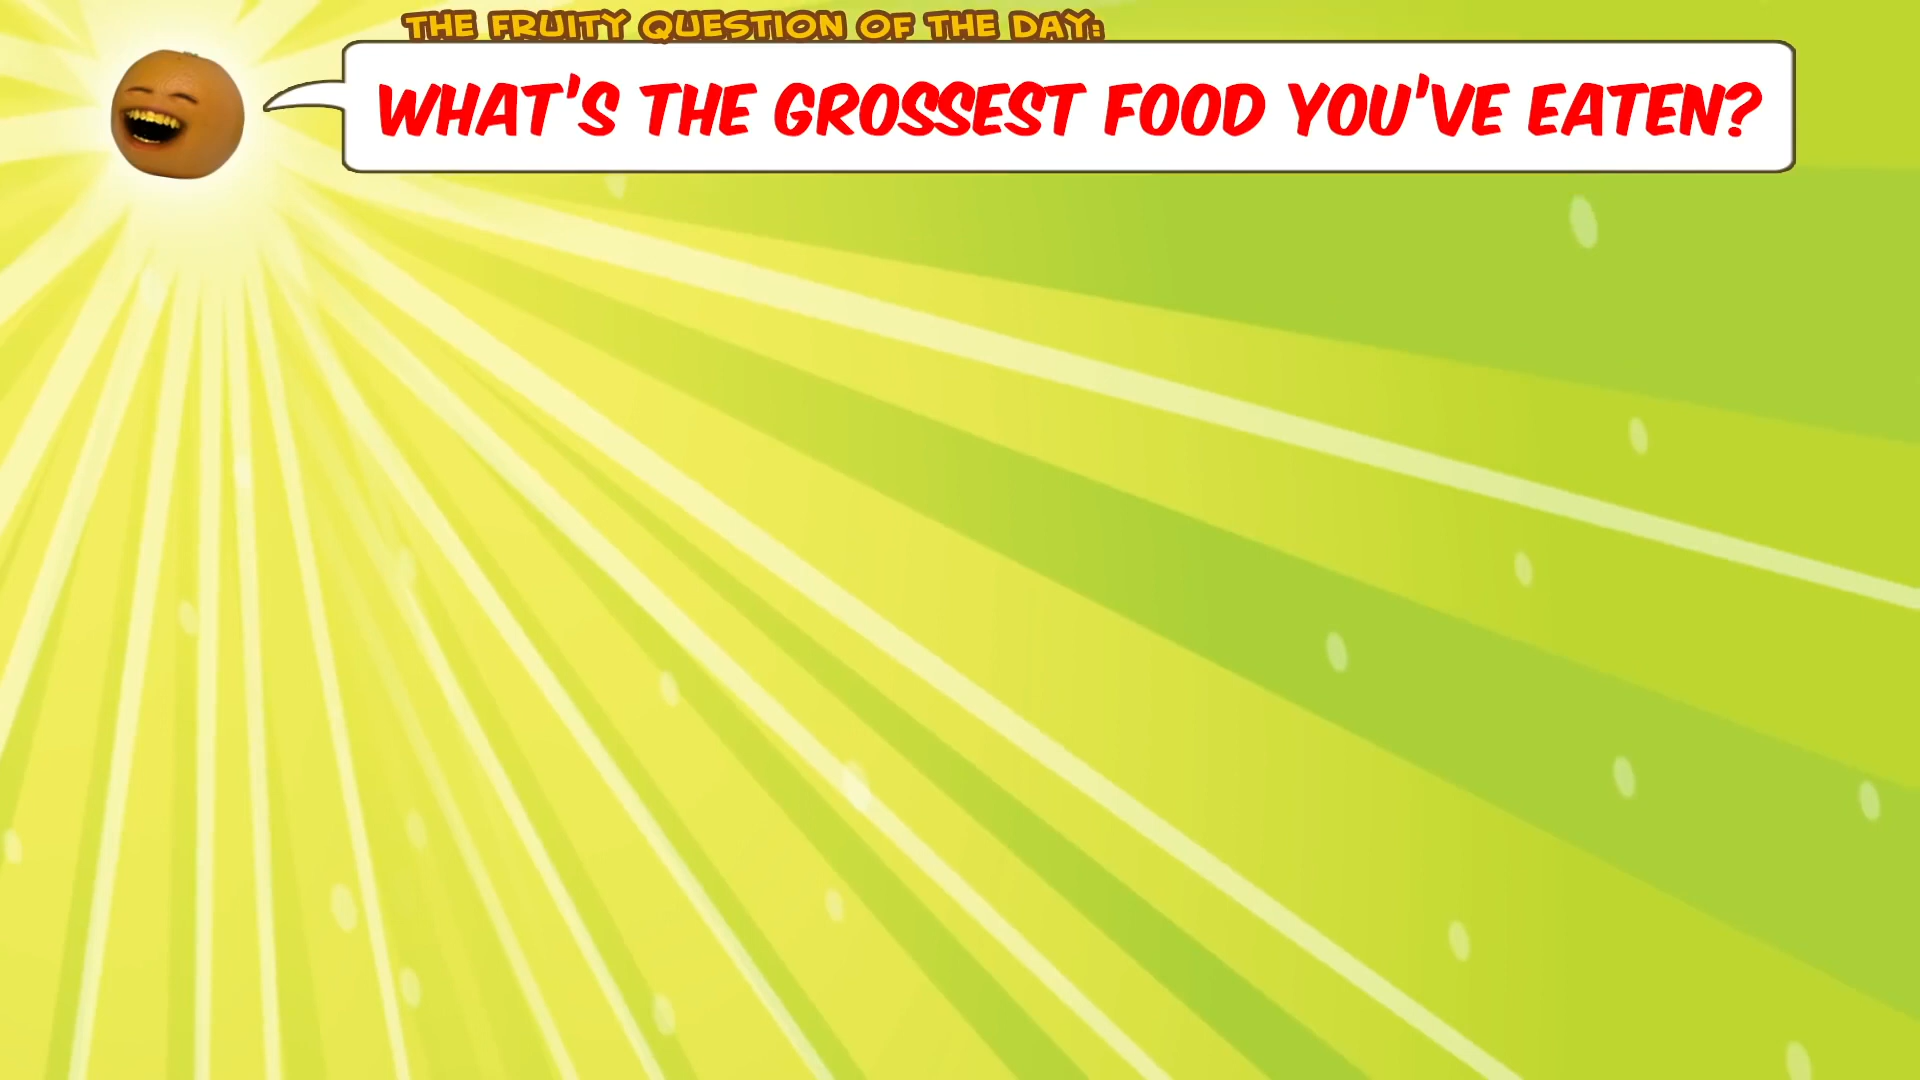 THE FRUITY QUESTION OF THE DAY:
WHAT'S THE GROSSEST FOOD YOU'VE EATEN?